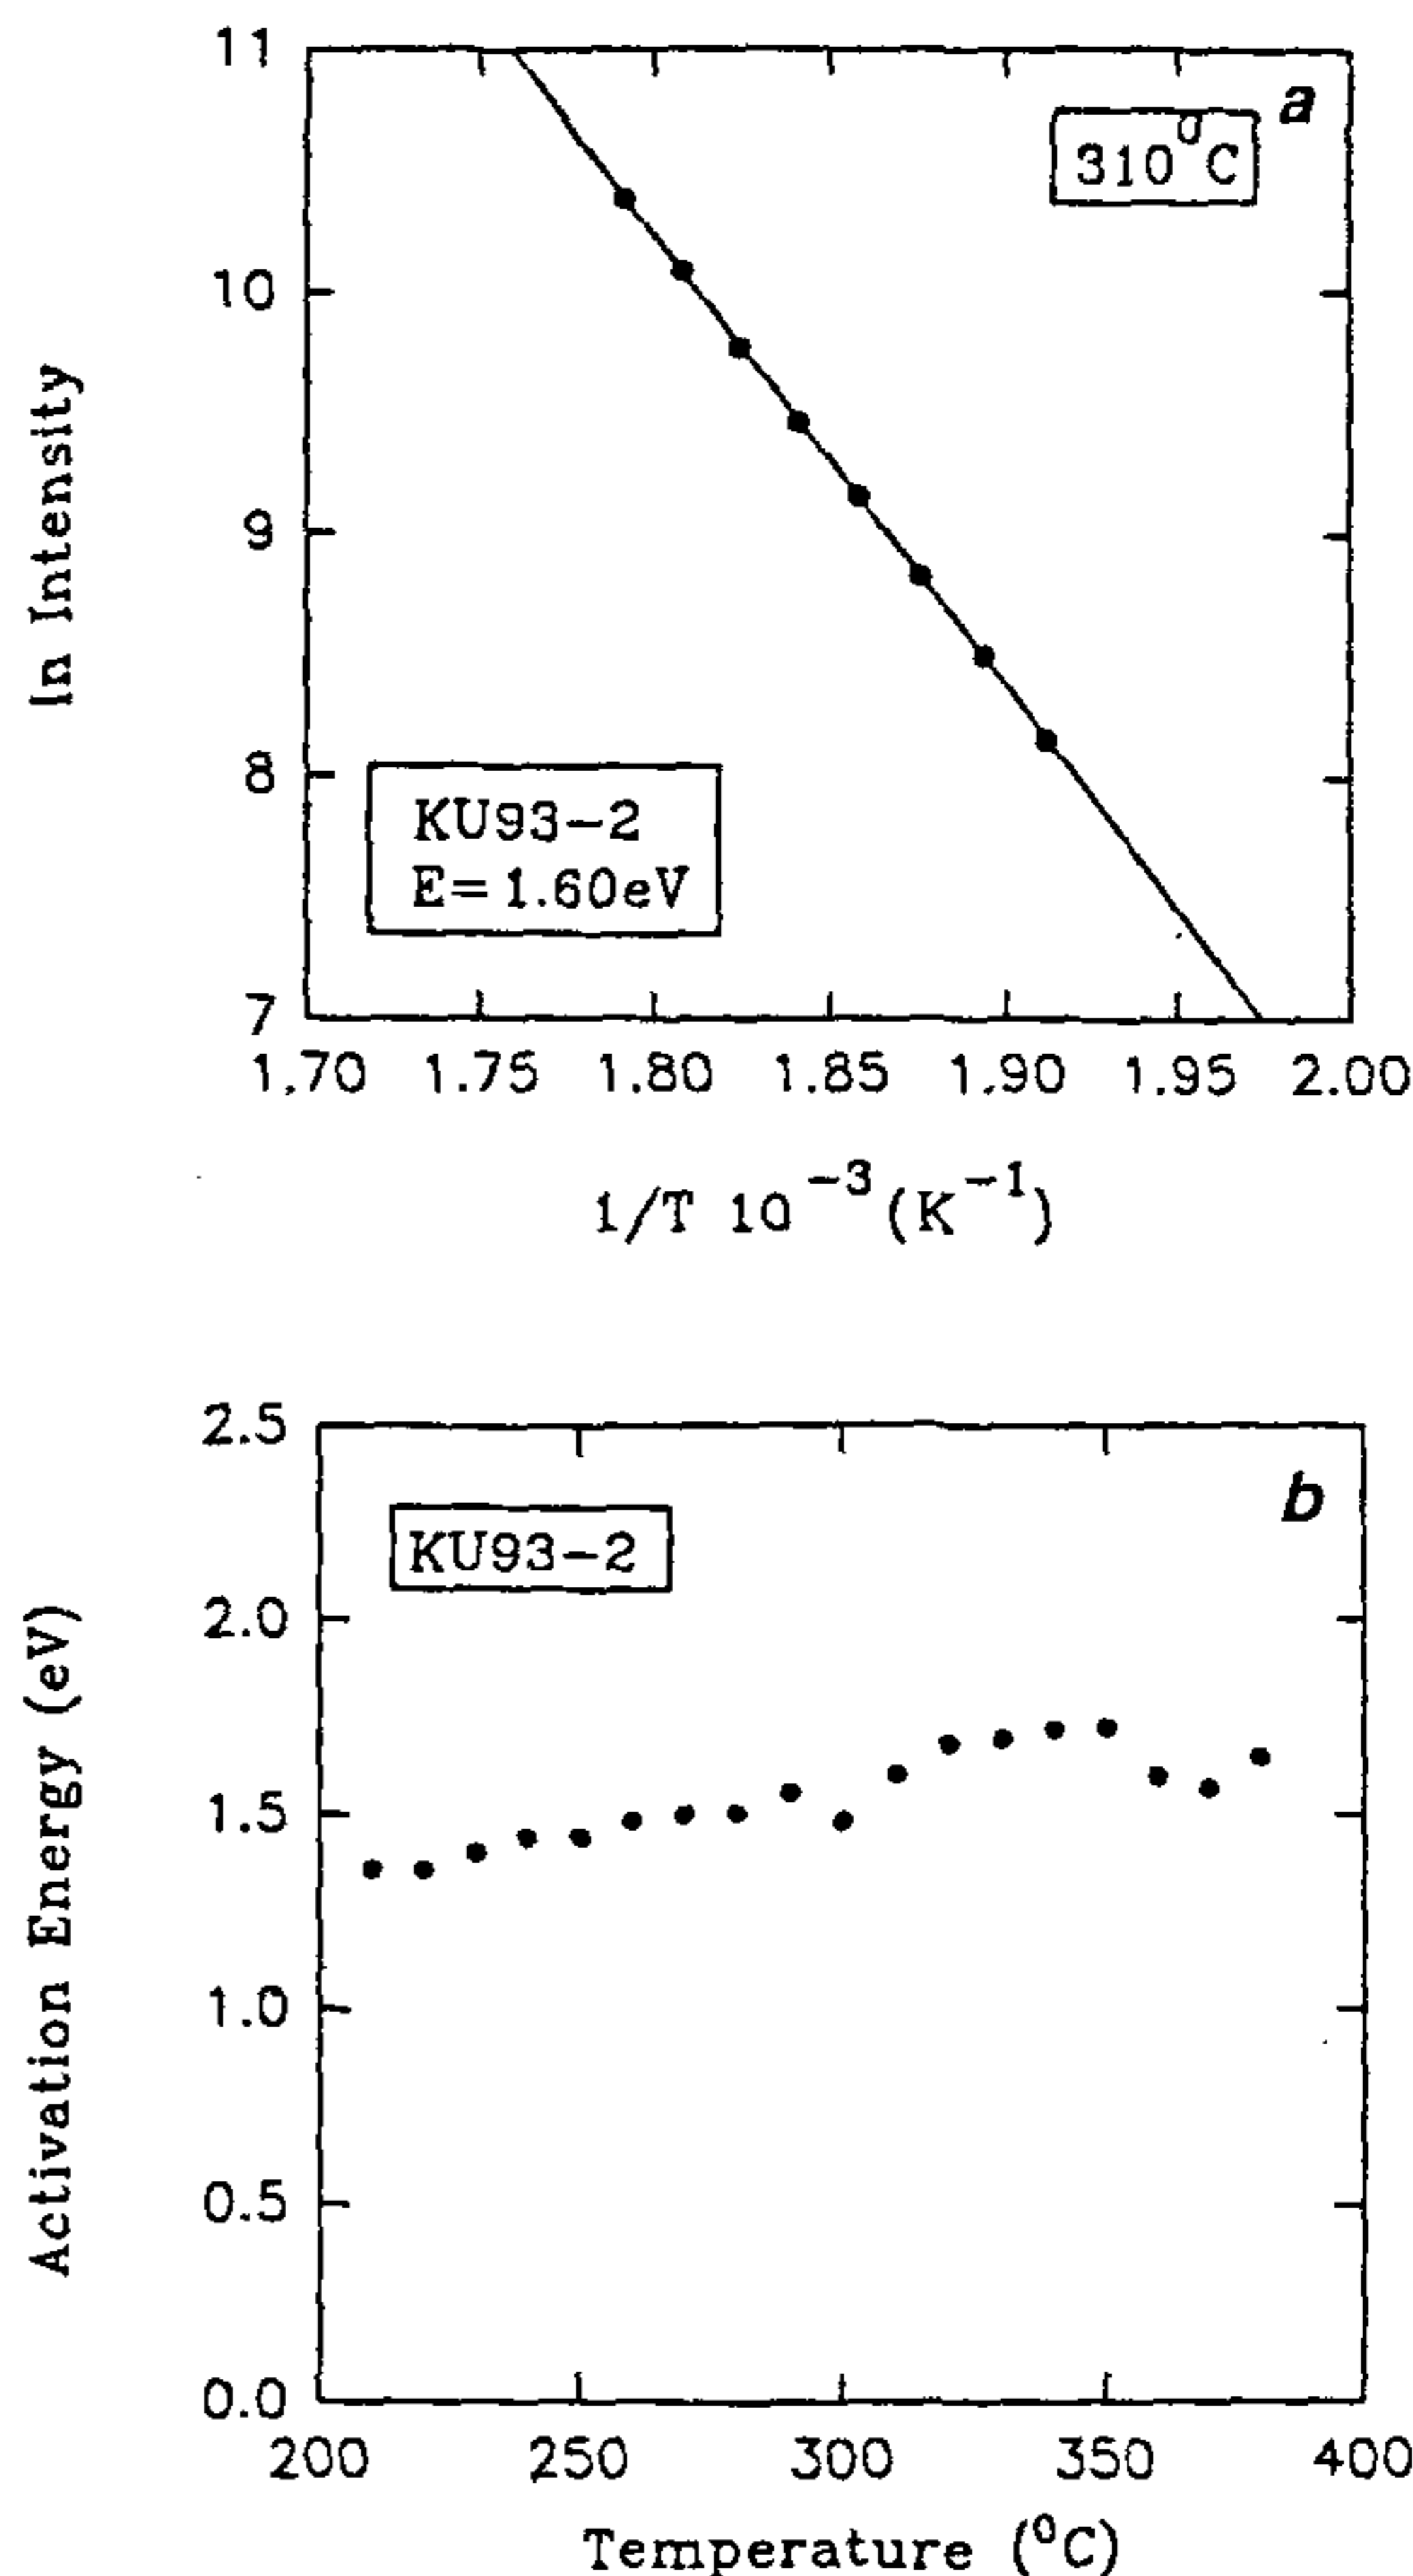 11
a
310⁰C
10
ln Intensity
9
8
KU93-2
E=1.60eV
7
1.70 1.75 1.80 1.85 1.90 1.95 2.00
1/T 10⁻³(K⁻¹)
2.5
b
KU93-2
2.0
Activation Energy (eV)
1.5
1.0
0.5
0.0
200 250 300 350 400
Temperature (⁰C)